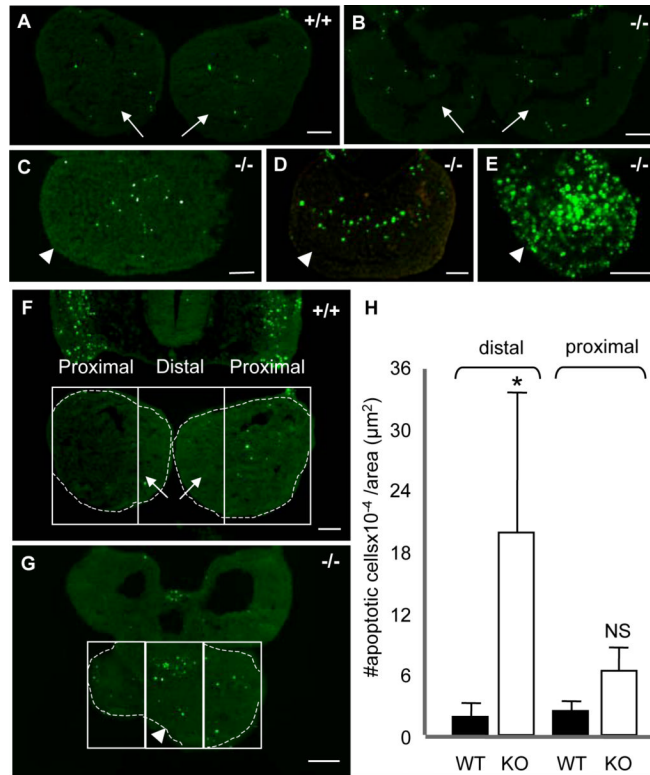 A +/+
B -/-
C -/-
D -/-
E -/-
F +/+
Proximal Distal Proximal
G -/-
H
distal proximal
#apoptotic cellsx10⁻⁴ /area (µm²)
36
30
24
18
12
6
0
*
NS
WT KO WT KO